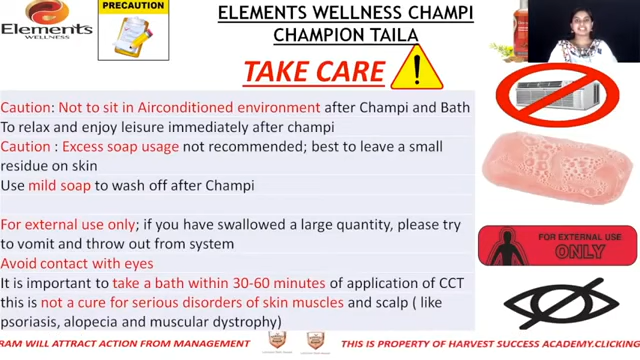 PRECAUTION
Elements
WELLNESS
ELEMENTS WELLNESS CHAMPI
CHAMPION TAILA
TAKE CARE
Caution: Not to sit in Airconditioned environment after Champi and Bath
To relax and enjoy leisure immediately after champi
Caution : Excess soap usage not recommended; best to leave a small
residue on skin
Use mild soap to wash off after Champi
For external use only; if you have swallowed a large quantity, please try
to vomit and throw out from system
Avoid contact with eyes
It is important to take a bath within 30-60 minutes of application of CCT
this is not a cure for serious disorders of skin muscles and scalp ( like
psoriasis, alopecia and muscular dystrophy)
FOR EXTERNAL USE
ONLY
RAM WILL ATTRACT ACTION FROM MANAGEMENT
THIS IS PROPERTY OF HARVEST SUCCESS ACADEMY.CLICKING